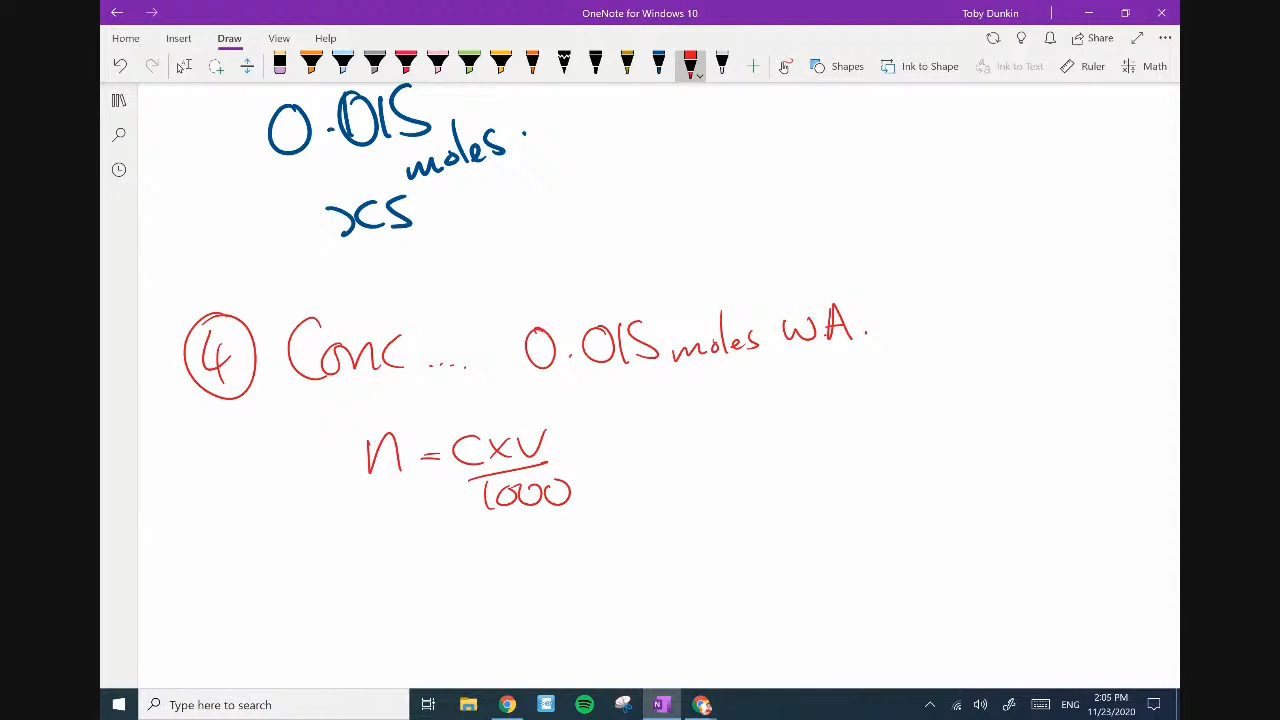 OneNote for Windows 10
Toby Dunkin
Home Insert Draw View Help
Share
Shapes Ink to Shape Ink to Text Ruler Math
0.015
moles.
xcs
4 Conc .... 0.015 moles WA.
n = CxV
1000
Type here to search
ENG
2:05 PM
11/23/2020